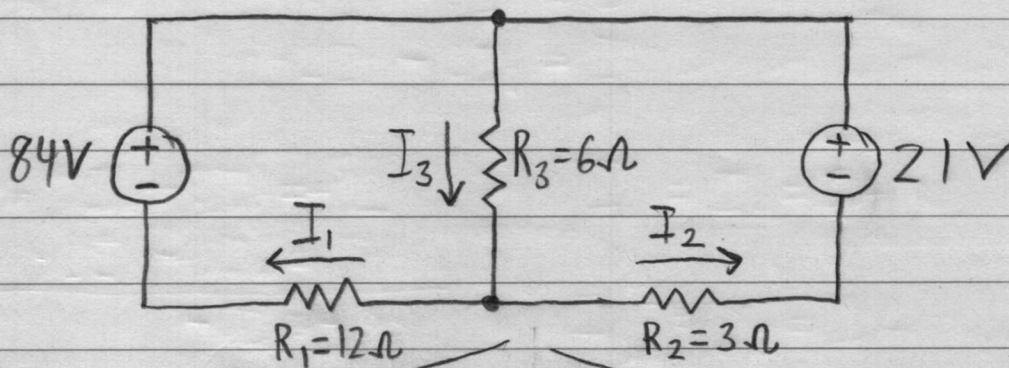 84V
+
-
I₃
R₃=6Ω
+
-
21V
I₁
I₂
R₁=12Ω
R₂=3Ω